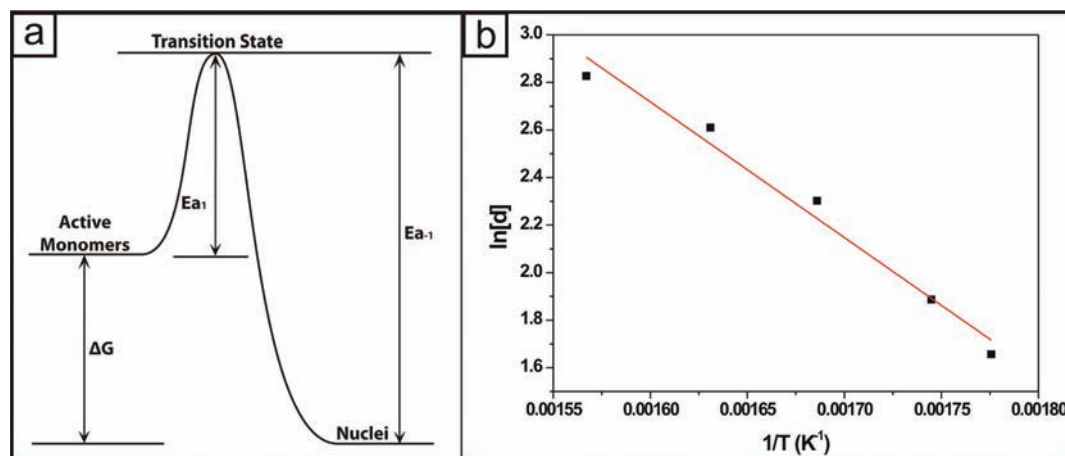 a
Transition State
Ea₁
Ea₋₁
Active
Monomers
ΔG
Nuclei
b
3.0
2.8
2.6
2.4
2.2
2.0
1.8
1.6
ln[d]
0.00155 0.00160 0.00165 0.00170 0.00175 0.00180
1/T (K⁻¹)